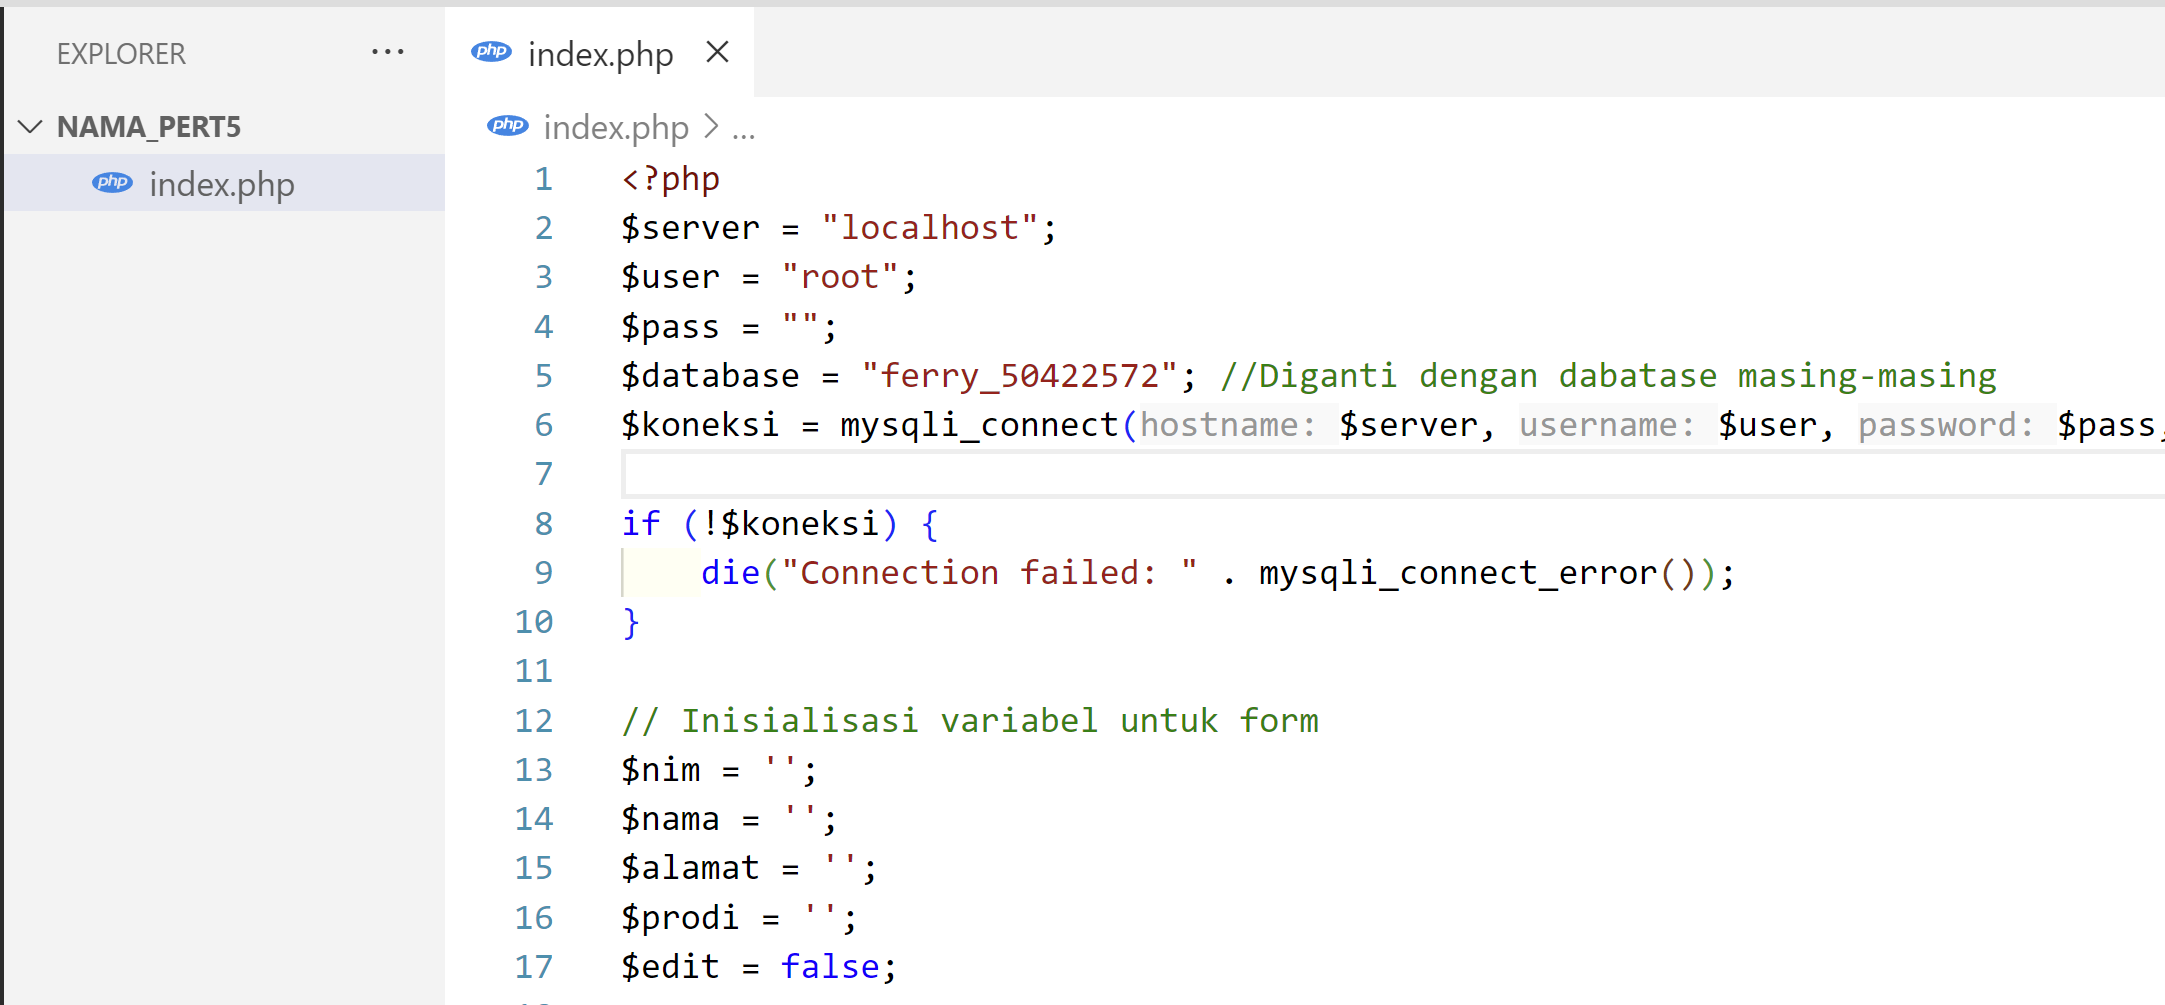 EXPLORER ...
php index.php ×
NAMA_PERT5
php index.php
php index.php > ...
1 <?php
2 $server = "localhost";
3 $user = "root";
4 $pass = "";
5 $database = "ferry_50422572"; //Diganti dengan dabatase masing-masing
6 $koneksi = mysqli_connect(hostname: $server, username: $user, password: $pass,
7
8 if (!$koneksi) {
9 die("Connection failed: " . mysqli_connect_error());
10 }
11
12 // Inisialisasi variabel untuk form
13 $nim = '';
14 $nama = '';
15 $alamat = '';
16 $prodi = '';
17 $edit = false;